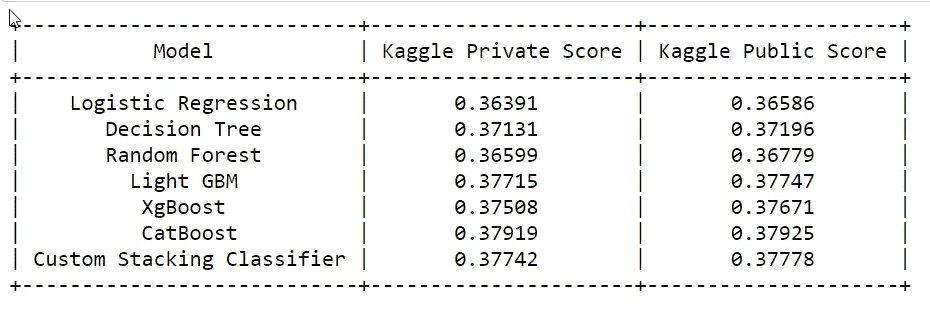 +----------------------------+----------------------+---------------------+
| Model | Kaggle Private Score | Kaggle Public Score |
+----------------------------+----------------------+---------------------+
| Logistic Regression | 0.36391 | 0.36586 |
| Decision Tree | 0.37131 | 0.37196 |
| Random Forest | 0.36599 | 0.36779 |
| Light GBM | 0.37715 | 0.37747 |
| XgBoost | 0.37508 | 0.37671 |
| CatBoost | 0.37919 | 0.37925 |
| Custom Stacking Classifier | 0.37742 | 0.37778 |
+----------------------------+----------------------+---------------------+